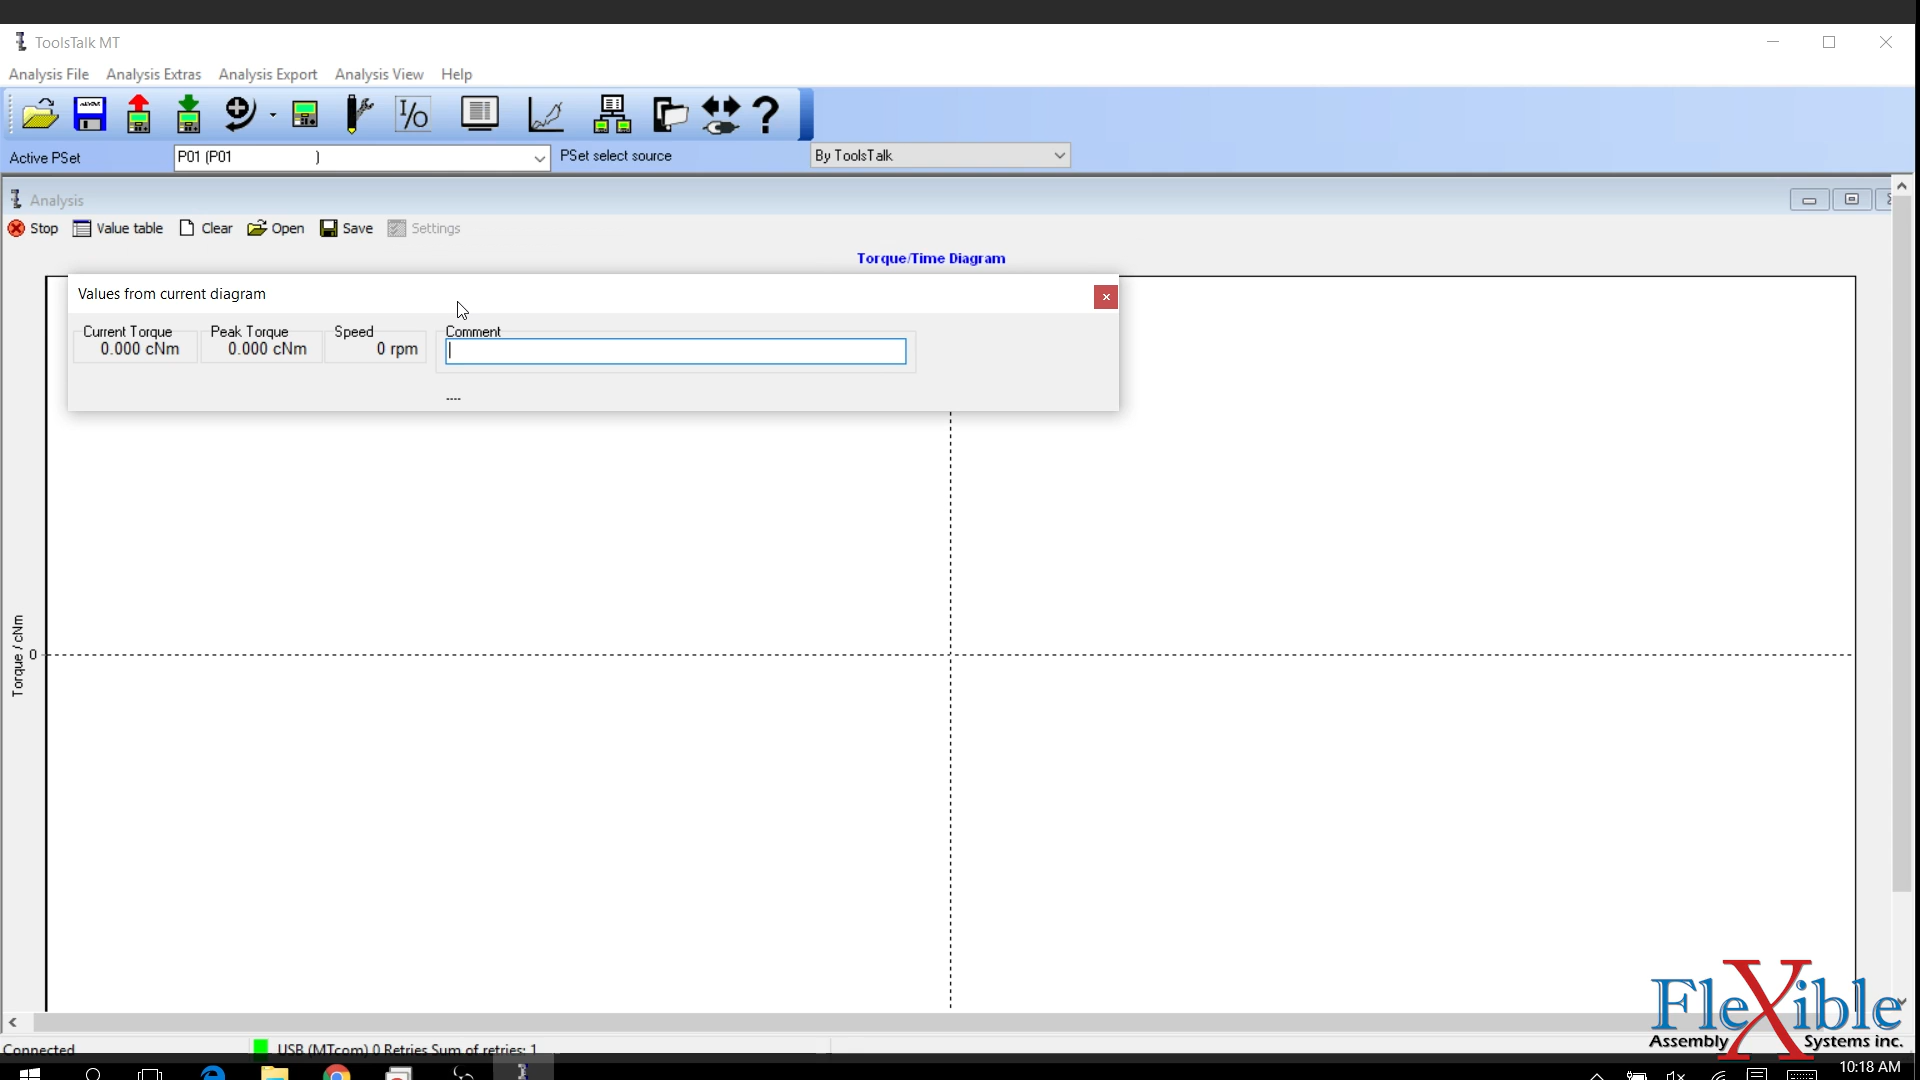 ToolsTalk MT
Analysis File Analysis Extras Analysis Export Analysis View Help
I/O
Active PSet P01 (P01 ) PSet select source By ToolsTalk
Analysis
Stop Value table Clear Open Save Settings
Torque/Time Diagram
Values from current diagram
Current Torque Peak Torque Speed Comment
0.000 cNm 0.000 cNm 0 rpm
----
Torque / cNm
0
Connected USB (MTcom) 0 Retries Sum of retries: 1
FleXible
Assembly Systems inc.
10:18 AM